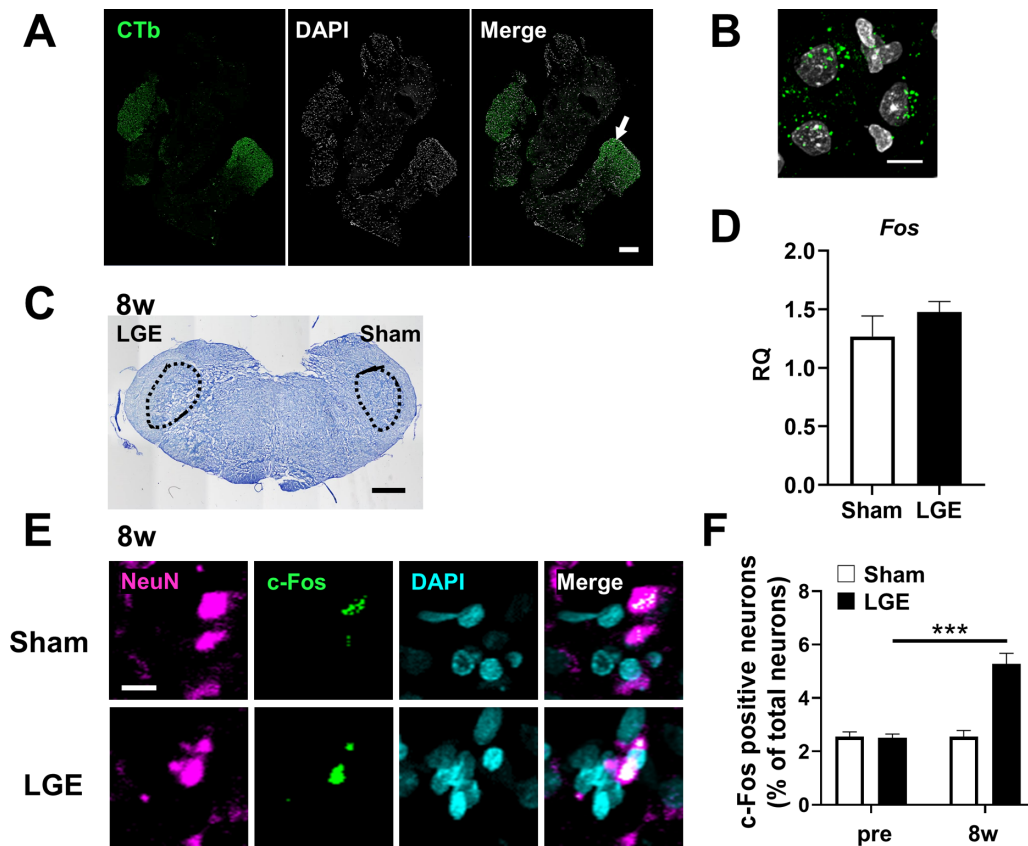 A
CTb
DAPI
Merge
B
C
8w
LGE
Sham
D
Fos
2.0
1.5
1.0
0.5
0.0
RQ
Sham
LGE
E
8w
NeuN
c-Fos
DAPI
Merge
Sham
LGE
F
Sham
LGE
c-Fos positive neurons
(% of total neurons)
8
6
4
2
0
***
pre
8w